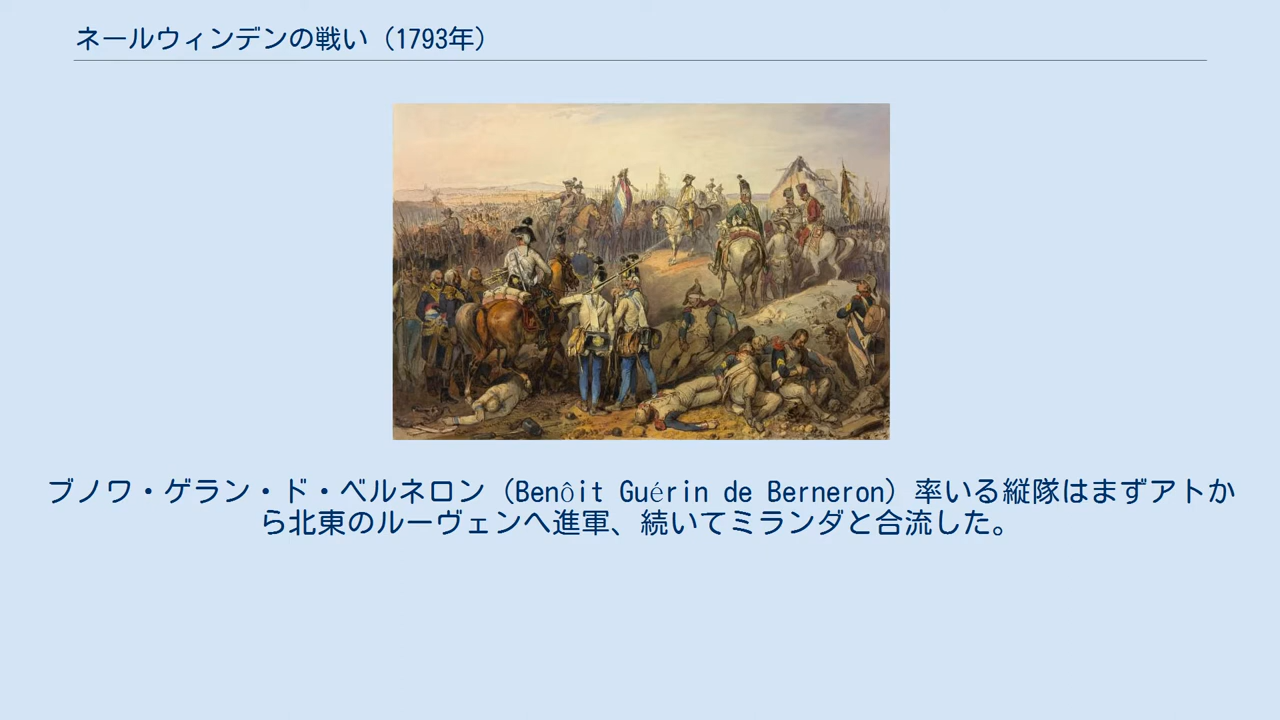 ネールウィンデンの戦い（1793年）
ブノワ・ゲラン・ド・ベルネロン（Benôit Guérin de Berneron）率いる縦隊はまずアトか
ら北東のルーヴェンへ進軍、続いてミランダと合流した。